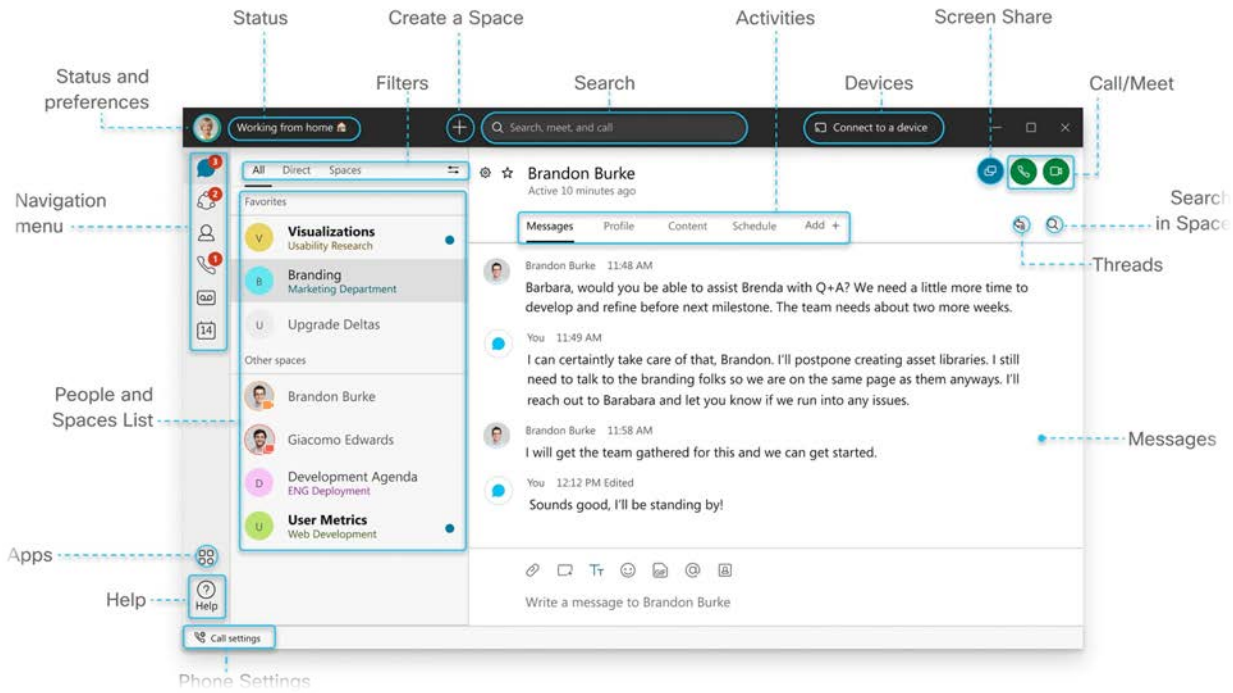 Status
Create a Space
Activities
Screen Share
Status and
preferences
Filters
Search
Devices
Call/Meet
Working from home
Search, meet, and call
Connect to a device
3
2
1
14
Navigation
menu
All Direct Spaces
Favorites
V
Visualizations
Usability Research
B
Branding
Marketing Department
U
Upgrade Deltas
Other spaces
Brandon Burke
Giacomo Edwards
D
Development Agenda
ENG Deployment
U
User Metrics
Web Development
People and
Spaces List
Brandon Burke
Active 10 minutes ago
Messages Profile Content Schedule Add +
Search
in Space
Threads
Brandon Burke 11:48 AM
Barbara, would you be able to assist Brenda with Q+A? We need a little more time to
develop and refine before next milestone. The team needs about two more weeks.
You 11:49 AM
I can certaintly take care of that, Brandon. I'll postpone creating asset libraries. I still
need to talk to the branding folks so we are on the same page as them anyways. I'll
reach out to Barabara and let you know if we run into any issues.
Brandon Burke 11:58 AM
I will get the team gathered for this and we can get started.
Messages
You 12:12 PM Edited
Sounds good, I'll be standing by!
GIF
Write a message to Brandon Burke
Apps
Help
Help
Call settings
Phone Settings